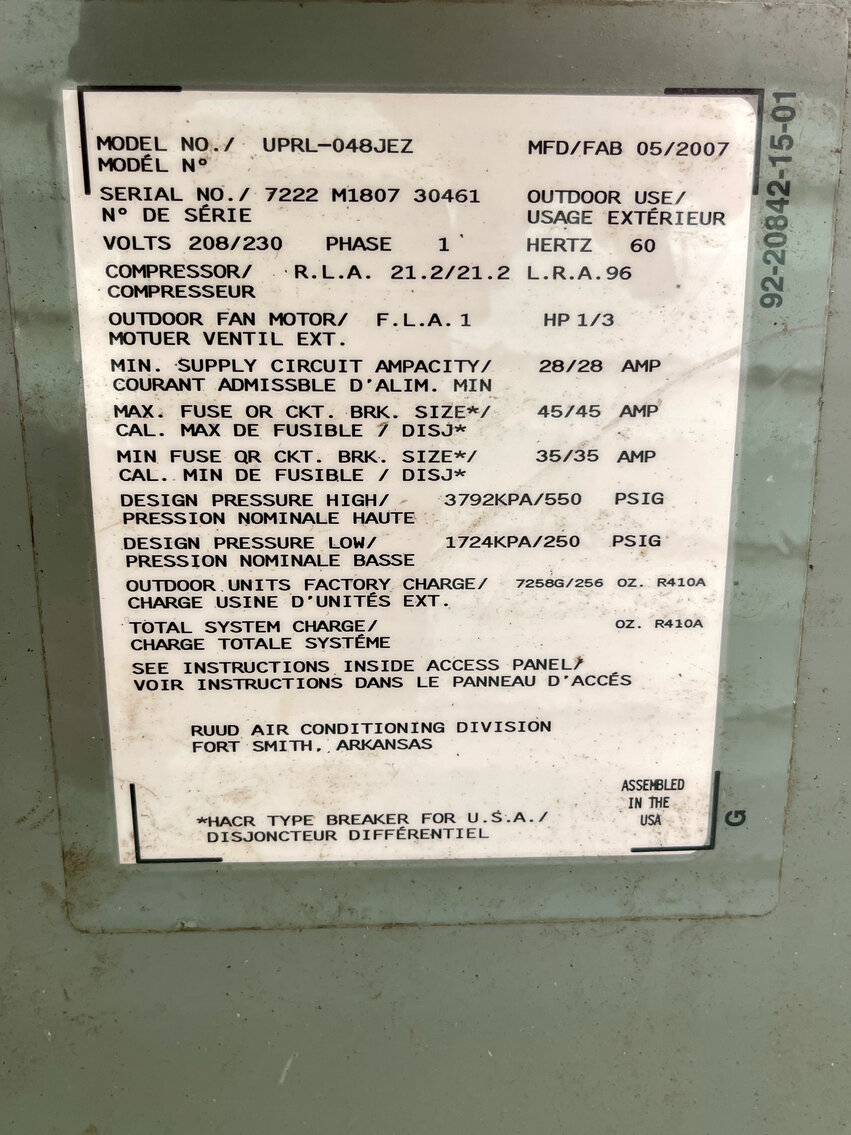 MODEL NO./ UPRL-048JEZ MFD/FAB 05/2007
MODÉL Nº
SERIAL NO./ 7222 M1807 30461 OUTDOOR USE/
Nº DE SÉRIE USAGE EXTÉRIEUR
VOLTS 208/230 PHASE 1 HERTZ 60
COMPRESSOR/ R.L.A. 21.2/21.2 L.R.A.96
COMPRESSEUR
OUTDOOR FAN MOTOR/ F.L.A. 1 HP 1/3
MOTUER VENTIL EXT.
MIN. SUPPLY CIRCUIT AMPACITY/ 28/28 AMP
COURANT ADMISSBLE D'ALIM. MIN
MAX. FUSE OR CKT. BRK. SIZE*/ 45/45 AMP
CAL. MAX DE FUSIBLE / DISJ*
MIN FUSE OR CKT. BRK. SIZE*/ 35/35 AMP
CAL. MIN DE FUSIBLE / DISJ*
DESIGN PRESSURE HIGH/ 3792KPA/550 PSIG
PRESSION NOMINALE HAUTE
DESIGN PRESSURE LOW/ 1724KPA/250 PSIG
PRESSION NOMINALE BASSE
OUTDOOR UNITS FACTORY CHARGE/ 7258G/256 OZ. R410A
CHARGE USINE D'UNITÉS EXT.
TOTAL SYSTEM CHARGE/ OZ. R410A
CHARGE TOTALE SYSTÉME
SEE INSTRUCTIONS INSIDE ACCESS PANEL/
VOIR INSTRUCTIONS DANS LE PANNEAU D'ACCÉS
RUUD AIR CONDITIONING DIVISION
FORT SMITH, ARKANSAS
ASSEMBLED
IN THE
USA
*HACR TYPE BREAKER FOR U.S.A./
DISJONCTEUR DIFFÉRENTIEL
92-20842-15-01
G